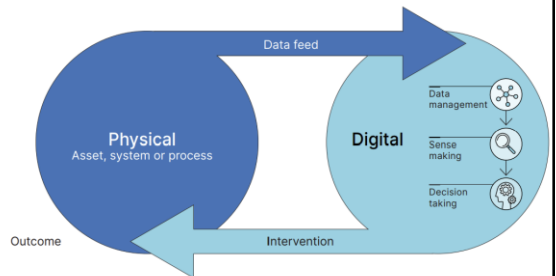 Data feed
Physical
Asset, system or process
Digital
Data
management
Sense
making
Decision
taking
Outcome
Intervention